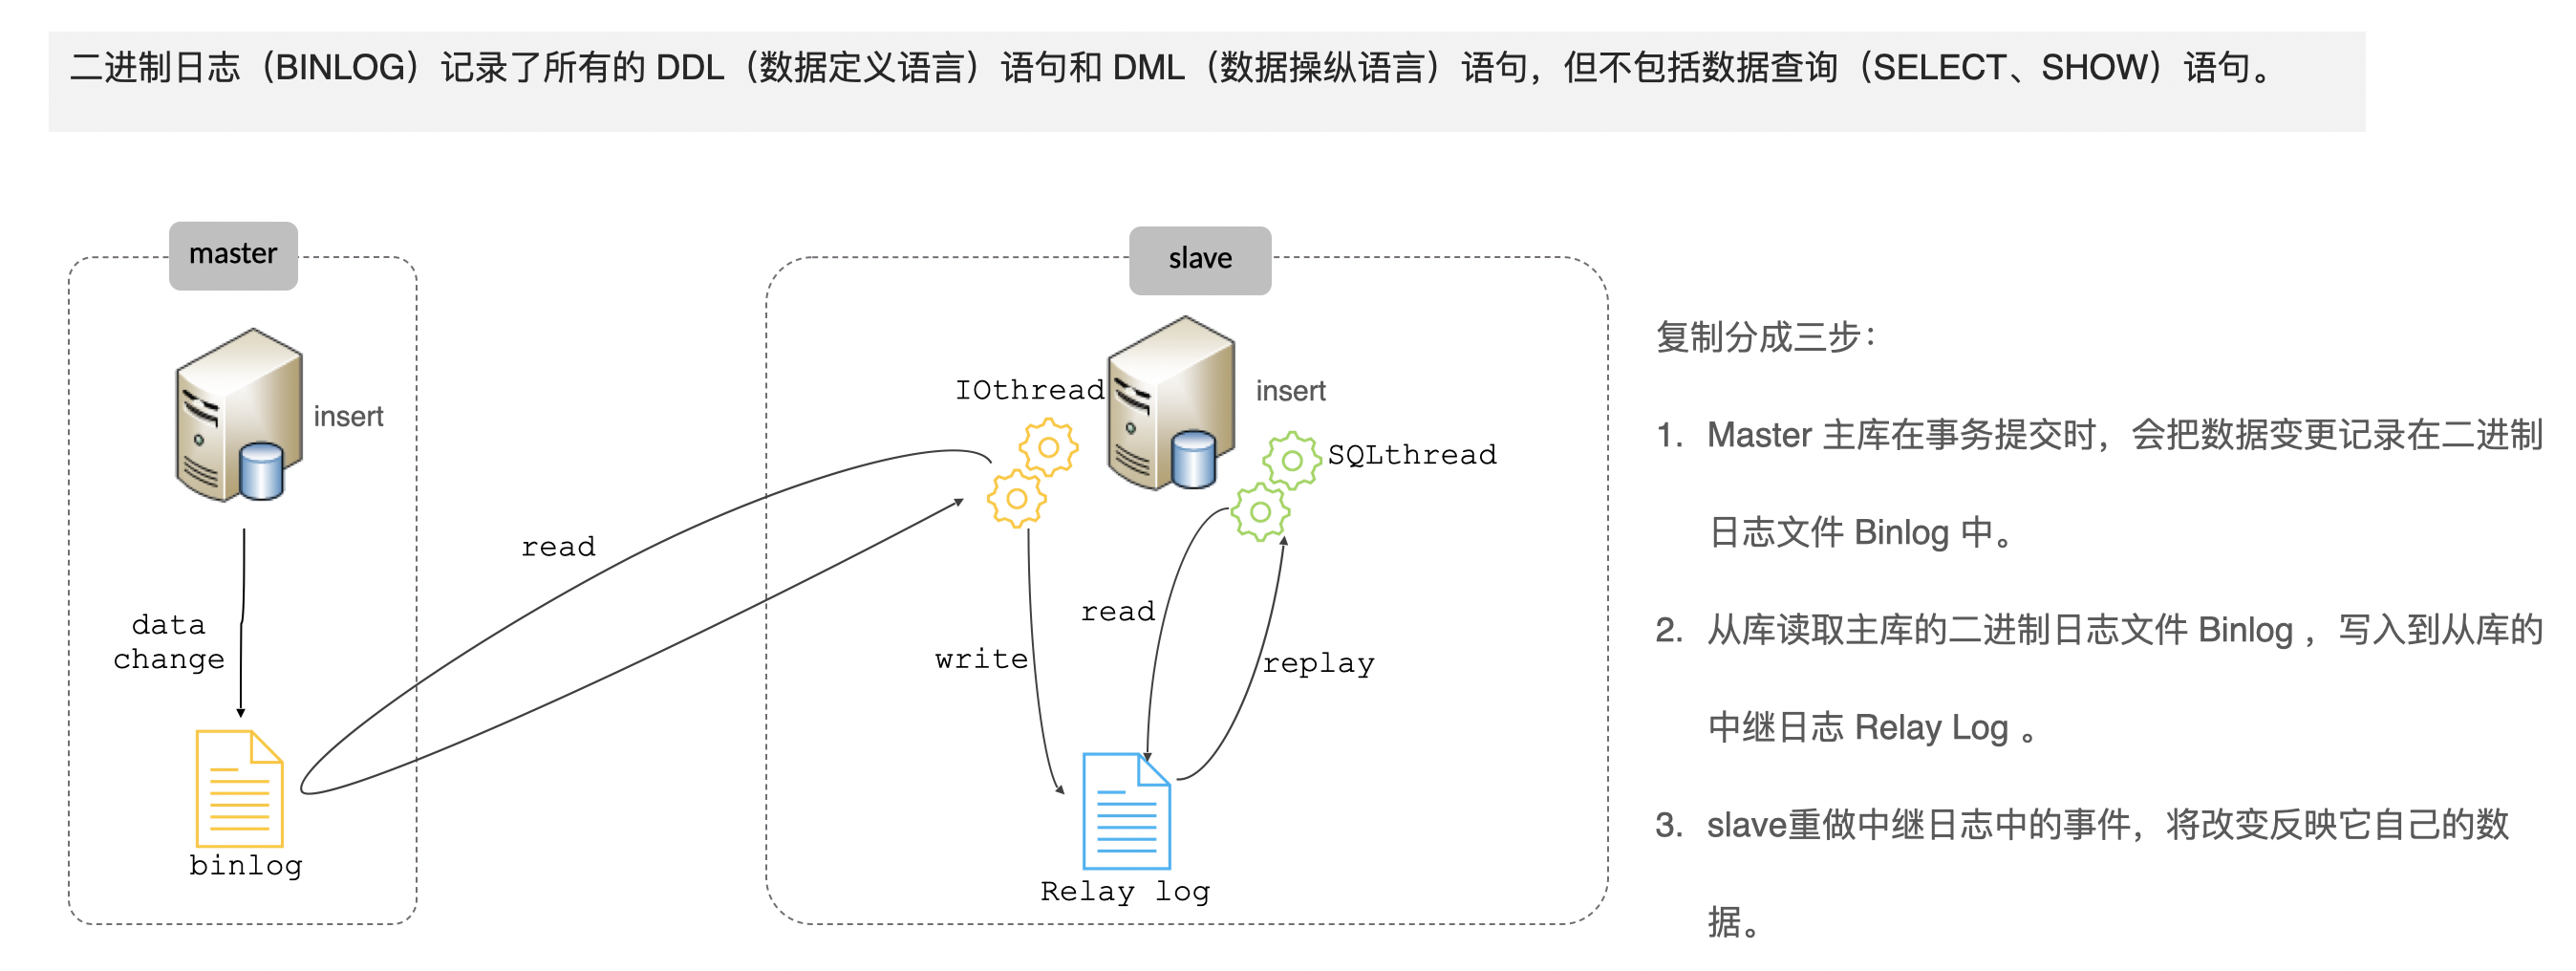 二进制日志（BINLOG）记录了所有的 DDL（数据定义语言）语句和 DML（数据操纵语言）语句，但不包括数据查询（SELECT、SHOW）语句。
master
slave
insert
IOthread
insert
SQLthread
read
data
change
read
write
replay
binlog
Relay log
复制分成三步：
1. Master 主库在事务提交时，会把数据变更记录在二进制
日志文件 Binlog 中。
2. 从库读取主库的二进制日志文件 Binlog ，写入到从库的
中继日志 Relay Log 。
3. slave重做中继日志中的事件，将改变反映它自己的数
据。